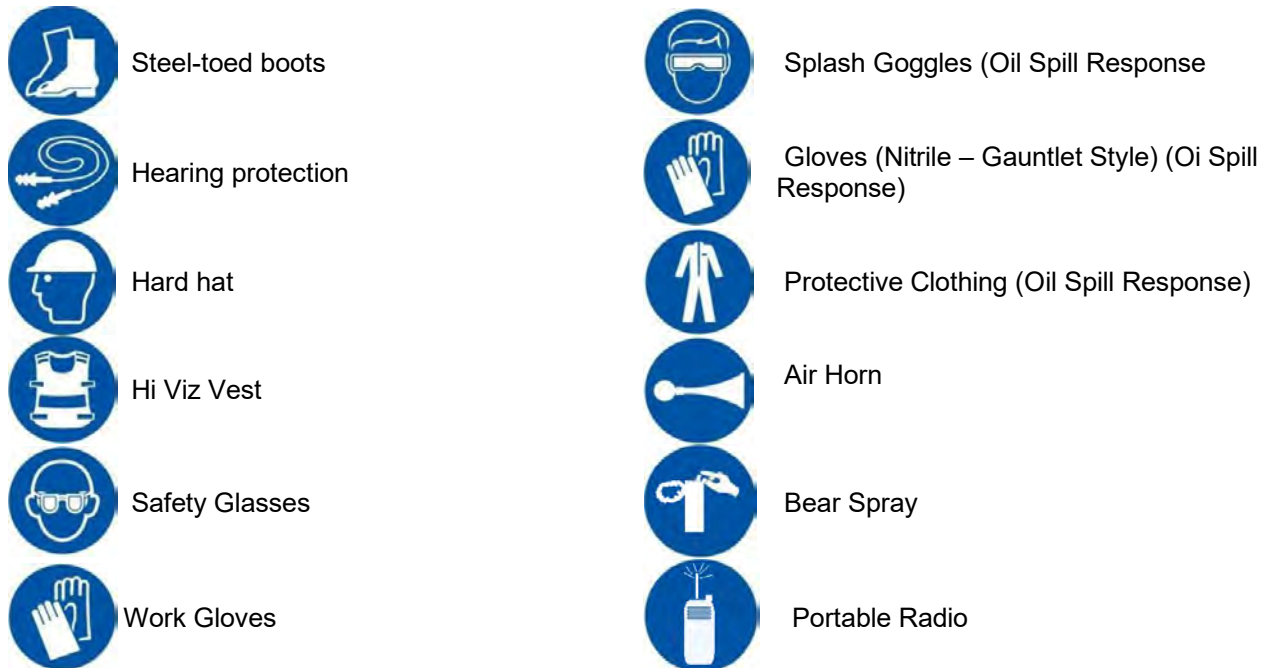 Steel-toed boots
Hearing protection
Hard hat
Hi Viz Vest
Safety Glasses
Work Gloves
Splash Goggles (Oil Spill Response
Gloves (Nitrile – Gauntlet Style) (Oi Spill
Response)
Protective Clothing (Oil Spill Response)
Air Horn
Bear Spray
Portable Radio